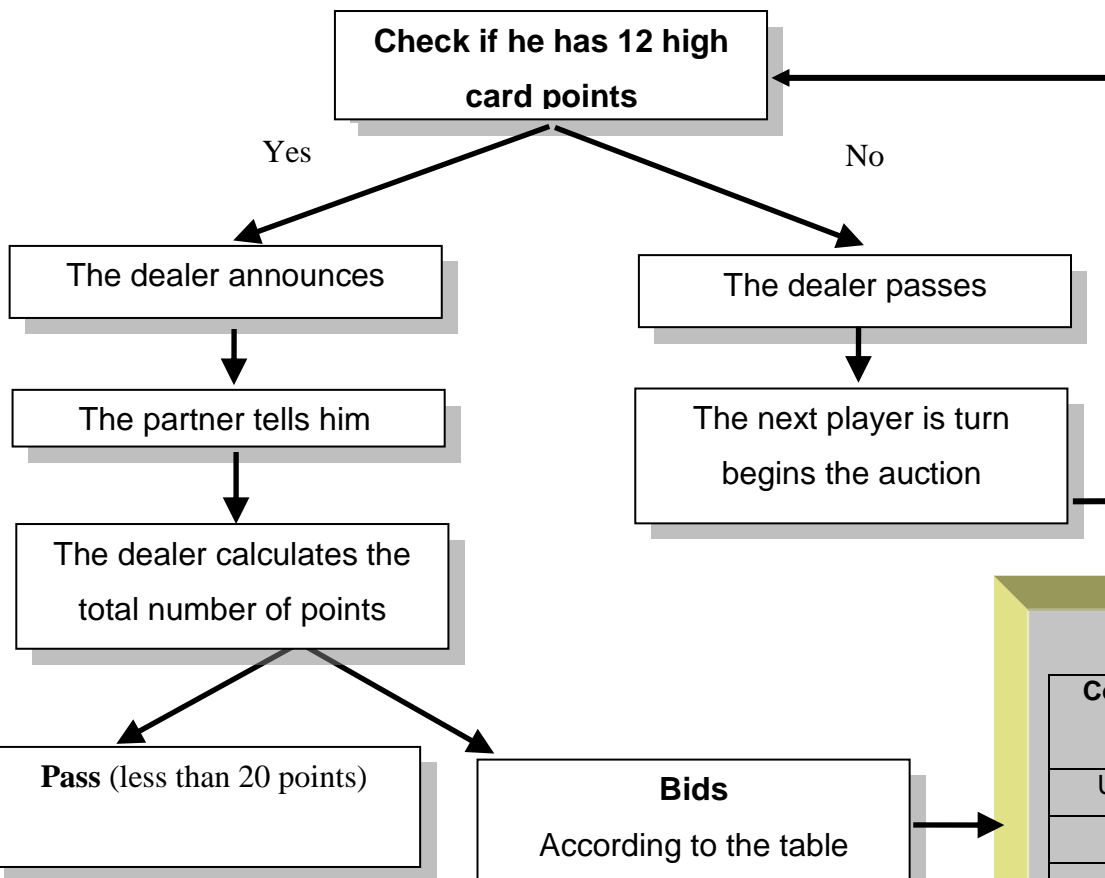 Check if he has 12 high
card points
Yes
No
The dealer announces
The dealer passes
The partner tells him
The next player is turn
begins the auction
The dealer calculates the
total number of points
Pass (less than 20 points)
Bids
According to the table